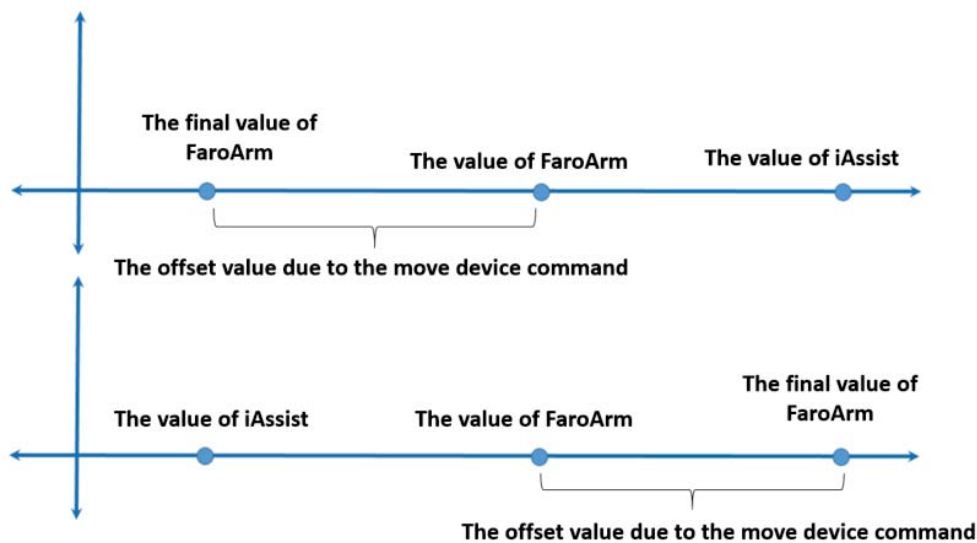 The final value of
FaroArm
The value of FaroArm
The value of iAssist
The offset value due to the move device command
The value of iAssist
The value of FaroArm
The final value of
FaroArm
The offset value due to the move device command